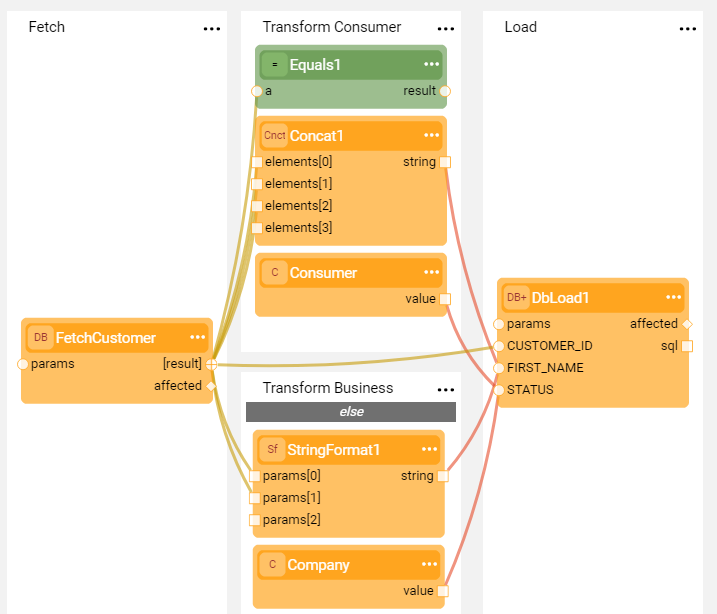 Fetch
DB FetchCustomer
params [result]
affected
Transform Consumer
= Equals1
a result
Cnct Concat1
elements[0] string
elements[1]
elements[2]
elements[3]
C Consumer
value
Transform Business
else
Sf StringFormat1
params[0] string
params[1]
params[2]
C Company
value
Load
DB+ DbLoad1
params affected
CUSTOMER_ID sql
FIRST_NAME
STATUS